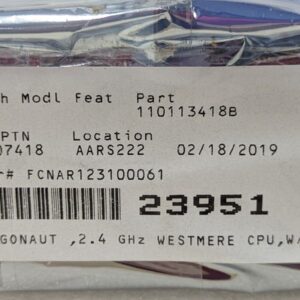 h Modl Feat Part
110113418B
PTN Location
07418 AARS222 02/18/2019
r# FCNAR123100061
23951
GONAUT ,2.4 GHz WESTMERE CPU,W/